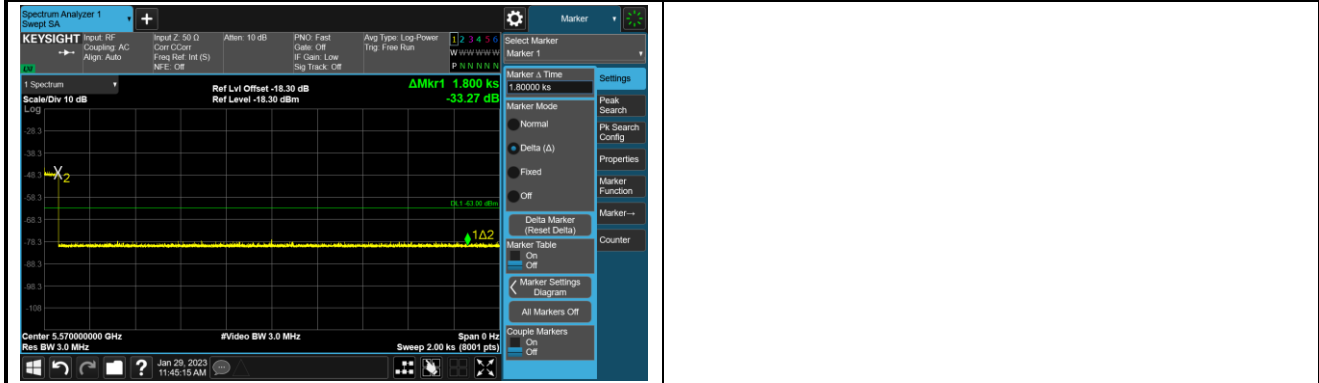 Spectrum Analyzer 1
Swept SA
+
Marker
KEYSIGHT
Input: RF
Coupling: AC
Align: Auto
Input Z: 50 Ω
Corr CCorr
Freq Ref: Int (S)
NFE: Off
Atten: 10 dB
PNO: Fast
Gate: Off
IF Gain: Low
Sig Track: Off
Avg Type: Log-Power
Trig: Free Run
1 2 3 4 5 6
W W W W W W
P N N N N N
Select Marker
Marker 1
1 Spectrum
Scale/Div 10 dB
Log
Ref Lvl Offset -18.30 dB
Ref Level -18.30 dBm
ΔMkr1 1.800 ks
-33.27 dB
-28.3
-38.3
-48.3
-58.3
-68.3
-78.3
-88.3
-98.3
-108
X2
DL1 -63.00 dBm
1Δ2
Center 5.570000000 GHz
Res BW 3.0 MHz
#Video BW 3.0 MHz
Span 0 Hz
Sweep 2.00 ks (8001 pts)
Marker Δ Time
1.80000 ks
Marker Mode
Normal
Delta (Δ)
Fixed
Off
Delta Marker
(Reset Delta)
Marker Table
On
Off
Marker Settings
Diagram
All Markers Off
Couple Markers
On
Off
Settings
Peak
Search
Pk Search
Config
Properties
Marker
Function
Marker→
Counter
?
Jan 29, 2023
11:45:15 AM